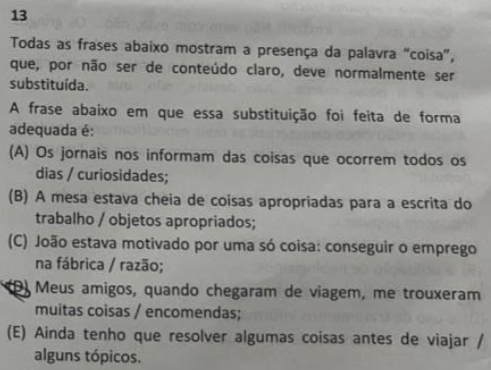 13
Todas as frases abaixo mostram a presença da palavra “coisa”,
que, por não ser de conteúdo claro, deve normalmente ser
substituída.
A frase abaixo em que essa substituição foi feita de forma
adequada é:
(A) Os jornais nos informam das coisas que ocorrem todos os
dias / curiosidades;
(B) A mesa estava cheia de coisas apropriadas para a escrita do
trabalho / objetos apropriados;
(C) João estava motivado por uma só coisa: conseguir o emprego
na fábrica / razão;
(D) Meus amigos, quando chegaram de viagem, me trouxeram
muitas coisas / encomendas;
(E) Ainda tenho que resolver algumas coisas antes de viajar /
alguns tópicos.